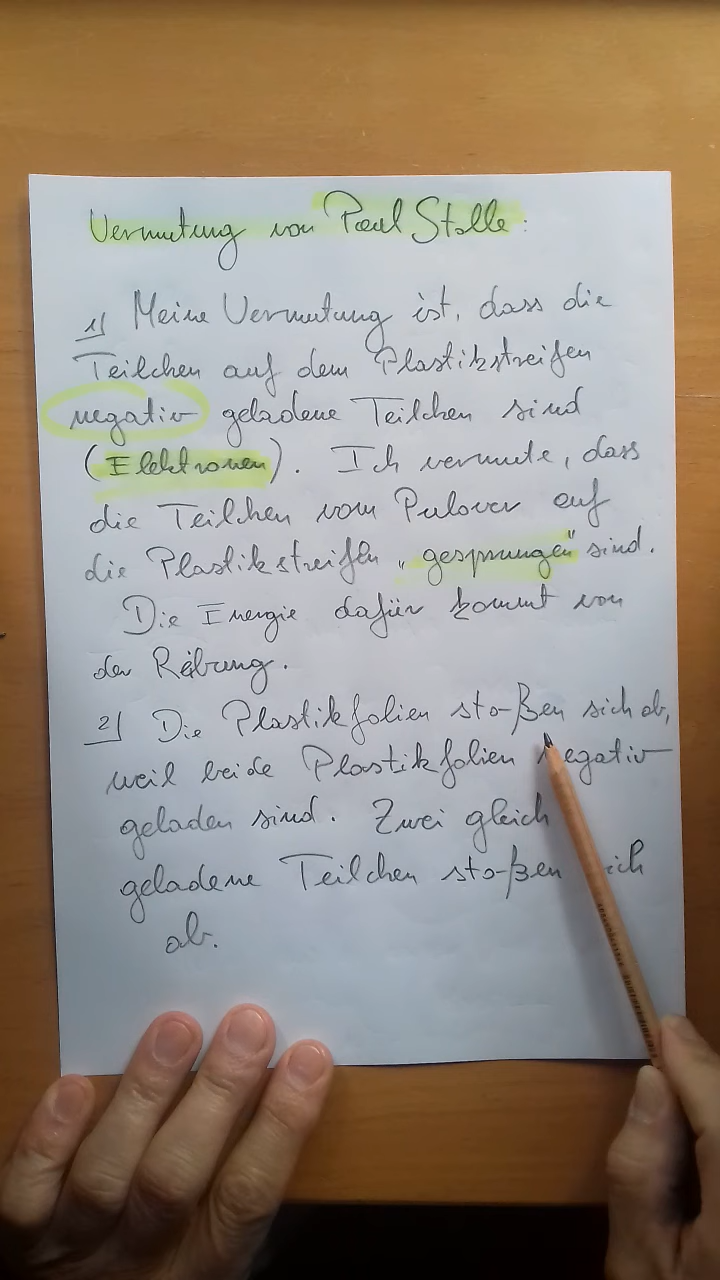 Vermutung von Paul Stolle:
1) Meine Vermutung ist, dass die
Teilchen auf dem Plastikstreifen
negativ geladene Teilchen sind
(Elektronen). Ich vermute, dass
die Teilchen vom Pulover auf
die Plastikstreifen „gesprungen" sind.
Die Energie dafür kommt von
der Reibung.
2) Die Plastikfolien stoßen sich ab,
weil beide Plastikfolien negativ
geladen sind. Zwei gleich
geladene Teilchen stoßen sich
ab.